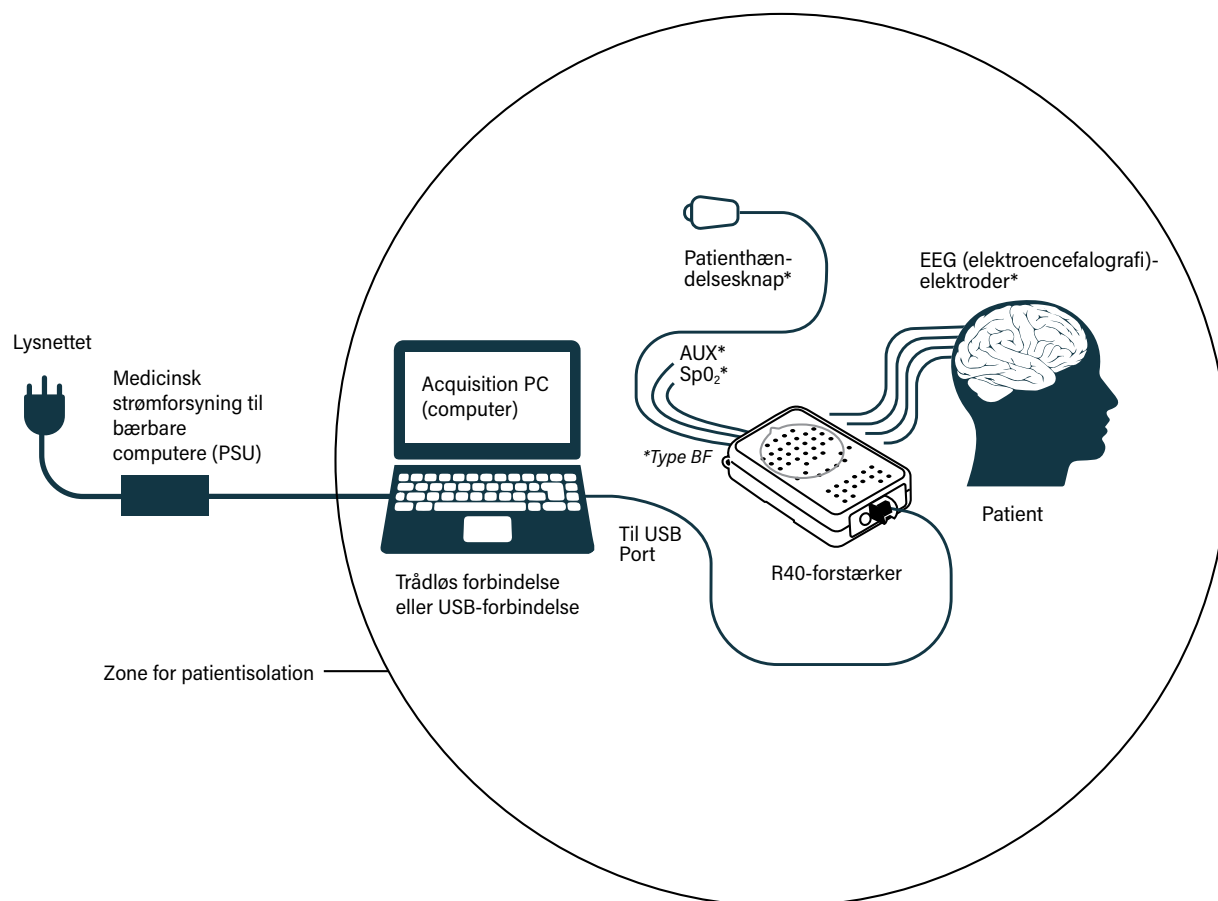 Patienthæn-
delsesknap*
EEG (elektroencefalografi)-
elektroder*
Lysnettet
Medicinsk
strømforsyning til
bærbare
computere (PSU)
Acquisition PC
(computer)
AUX*
Sp0₂*
*Type BF
Patient
Til USB
Port
R40-forstærker
Trådløs forbindelse
eller USB-forbindelse
Zone for patientisolation